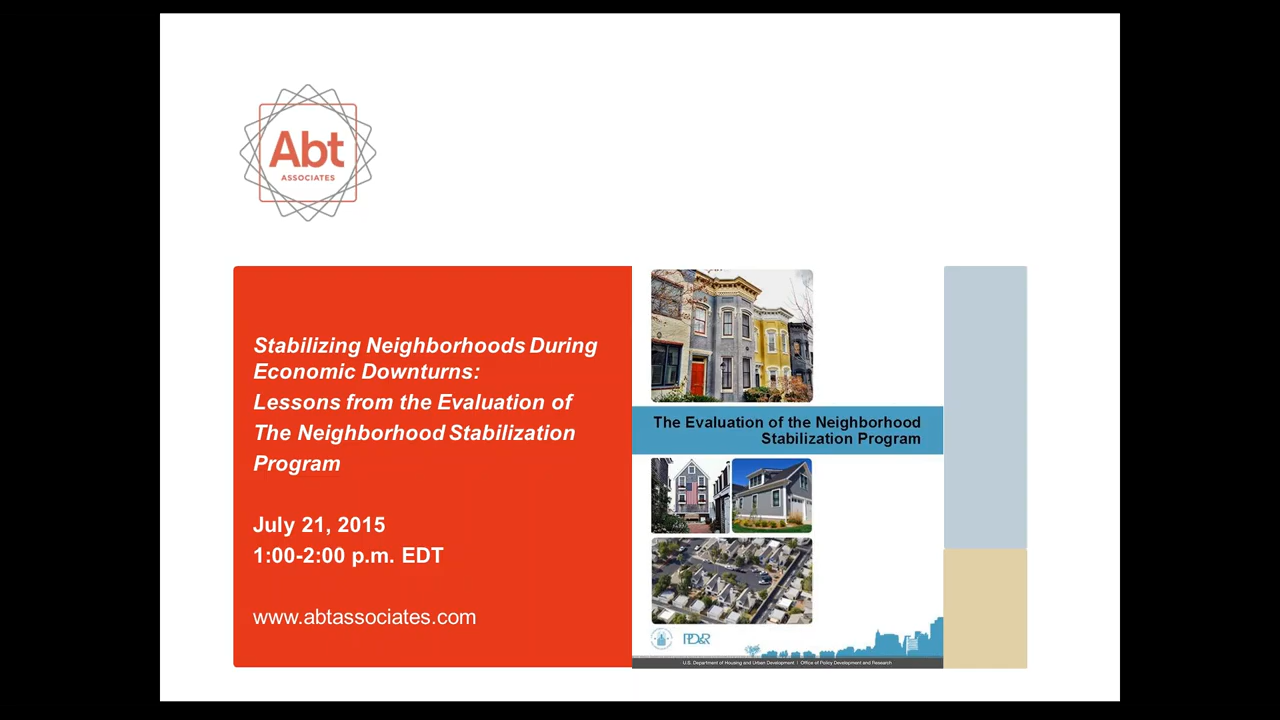 Abt
ASSOCIATES
Stabilizing Neighborhoods During
Economic Downturns:
Lessons from the Evaluation of
The Neighborhood Stabilization
Program
July 21, 2015
1:00-2:00 p.m. EDT
www.abtassociates.com
The Evaluation of the Neighborhood
Stabilization Program
PD&R
U.S. Department of Housing and Urban Development | Office of Policy Development and Research